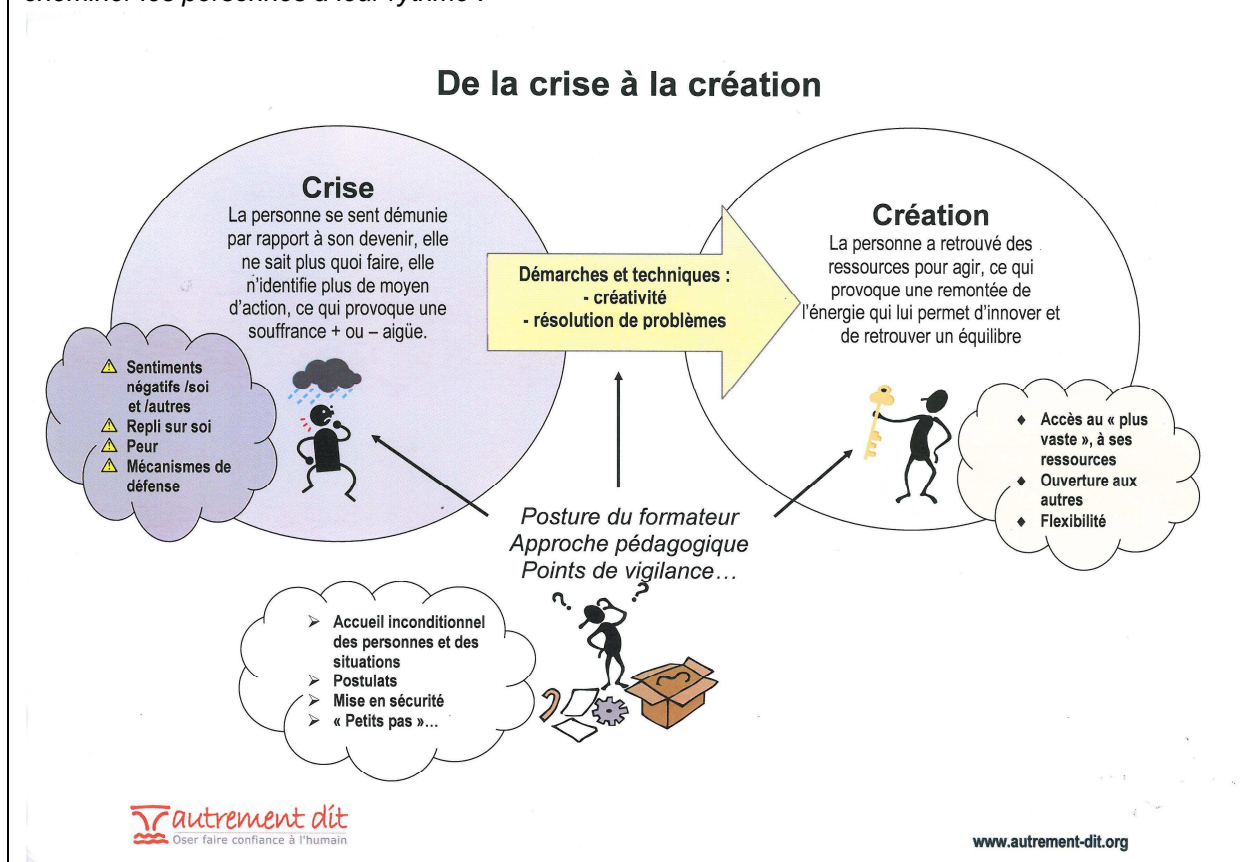 cheminer les personnes à leur rythme .
De la crise à la création
Crise
La personne se sent démunie
par rapport à son devenir, elle
ne sait plus quoi faire, elle
n'identifie plus de moyen
d'action, ce qui provoque une
souffrance + ou – aigüe.
Sentiments
négatifs /soi
et /autres
Repli sur soi
Peur
Mécanismes de
défense
Démarches et techniques :
- créativité
- résolution de problèmes
Création
La personne a retrouvé des
ressources pour agir, ce qui
provoque une remontée de
l'énergie qui lui permet d'innover et
de retrouver un équilibre
Accès au « plus
vaste », à ses
ressources
Ouverture aux
autres
Flexibilité
Posture du formateur
Approche pédagogique
Points de vigilance…
? ?
Accueil inconditionnel
des personnes et des
situations
Postulats
Mise en sécurité
« Petits pas »…
autrement dit
Oser faire confiance à l'humain
www.autrement-dit.org